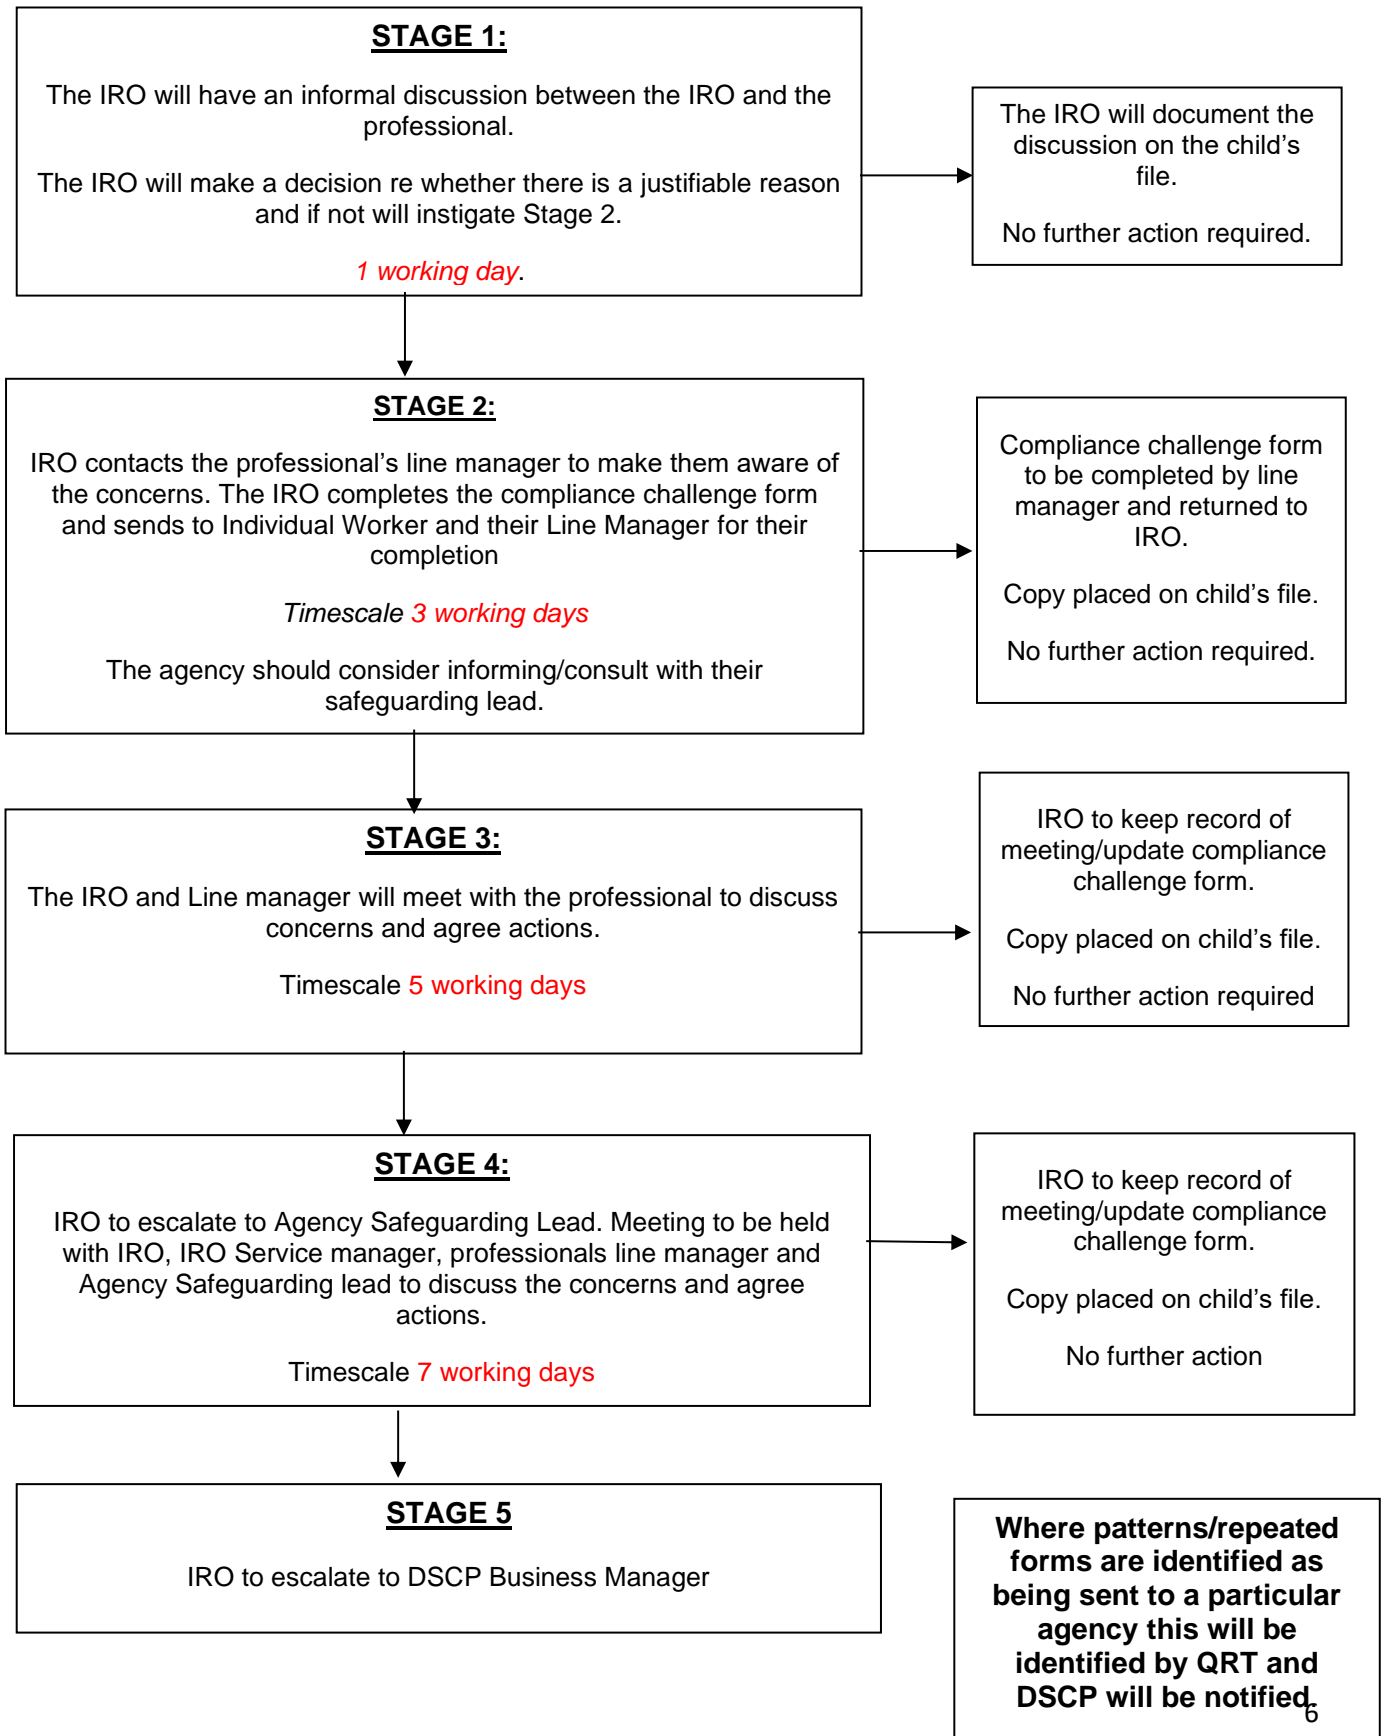 STAGE 1:
The IRO will have an informal discussion between the IRO and the
professional.
The IRO will make a decision re whether there is a justifiable reason
and if not will instigate Stage 2.
1 working day.
The IRO will document the
discussion on the child's
file.
No further action required.
STAGE 2:
IRO contacts the professional's line manager to make them aware of
the concerns. The IRO completes the compliance challenge form
and sends to Individual Worker and their Line Manager for their
completion
Timescale 3 working days
The agency should consider informing/consult with their
safeguarding lead.
Compliance challenge form
to be completed by line
manager and returned to
IRO.
Copy placed on child's file.
No further action required.
STAGE 3:
The IRO and Line manager will meet with the professional to discuss
concerns and agree actions.
Timescale 5 working days
IRO to keep record of
meeting/update compliance
challenge form.
Copy placed on child's file.
No further action required
STAGE 4:
IRO to escalate to Agency Safeguarding Lead. Meeting to be held
with IRO, IRO Service manager, professionals line manager and
Agency Safeguarding lead to discuss the concerns and agree
actions.
Timescale 7 working days
IRO to keep record of
meeting/update compliance
challenge form.
Copy placed on child's file.
No further action
STAGE 5
IRO to escalate to DSCP Business Manager
Where patterns/repeated
forms are identified as
being sent to a particular
agency this will be
identified by QRT and
DSCP will be notified.
6